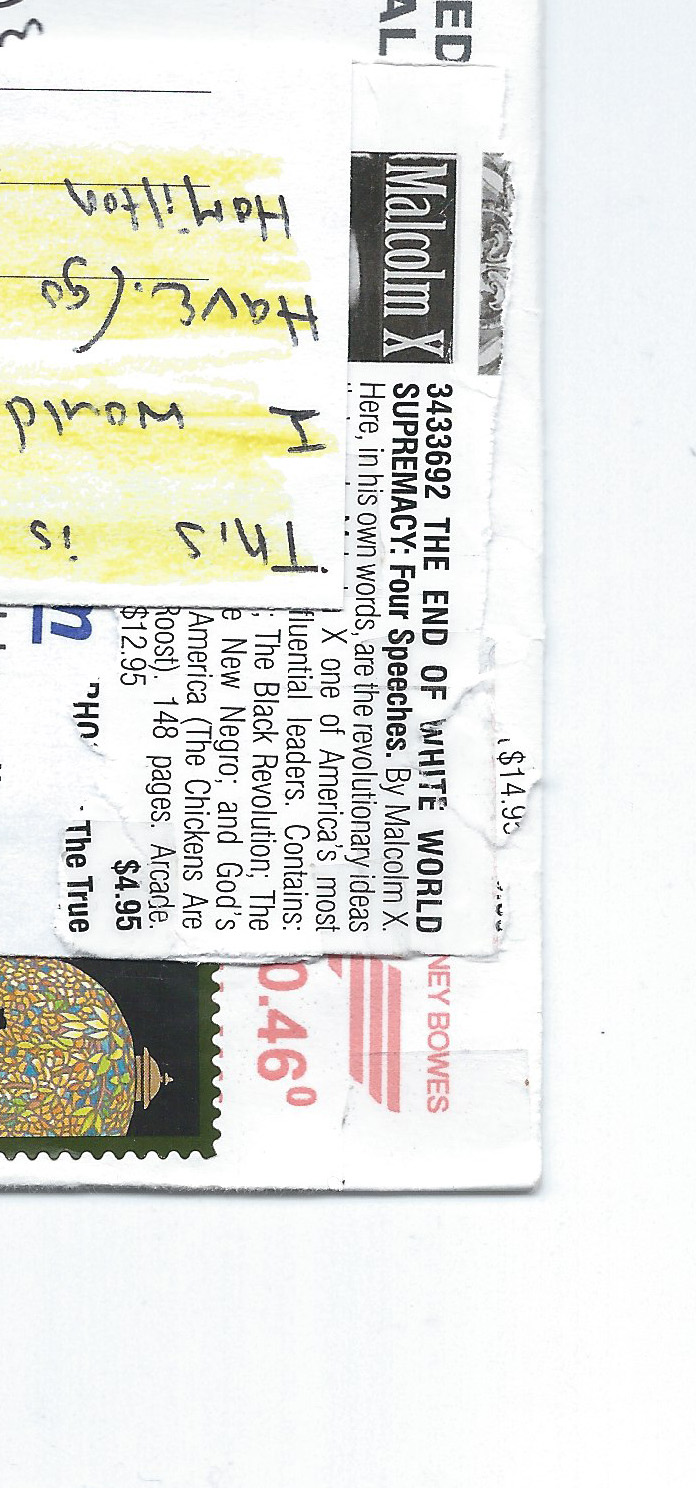 ED
AL
Malcolm X
3433692 THE END OF WHITE WORLD
SUPREMACY: Four Speeches. By Malcolm X.
Here, in his own words, are the revolutionary ideas
X one of America's most
fluential leaders. Contains:
; The Black Revolution; The
e New Negro; and God's
America (The Chickens Are
Roost). 148 pages. Arcade.
$12.95
$4.95
The True
$14.95
This is
I would
Have. (go
Hamilton
NEY BOWES
0.46⁰